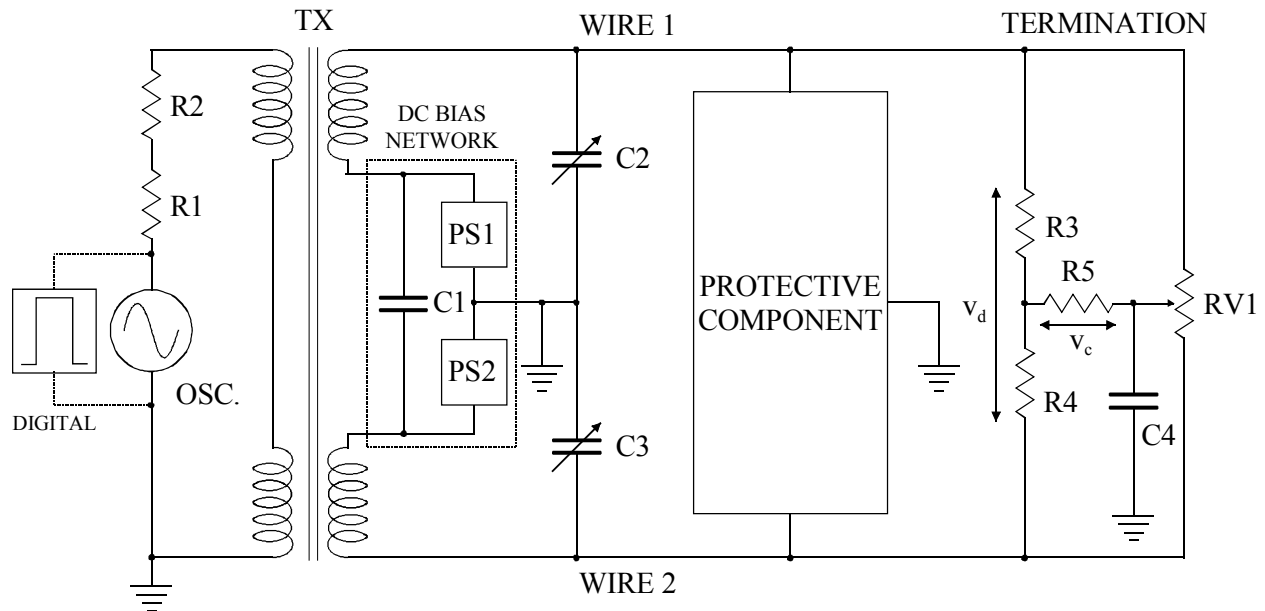 TX
WIRE 1
TERMINATION
R2
DC BIAS
NETWORK
C2
R1
PS1
R3
R5
C1
PROTECTIVE
COMPONENT
v_d
RV1
v_c
PS2
OSC.
R4
DIGITAL
C3
C4
WIRE 2